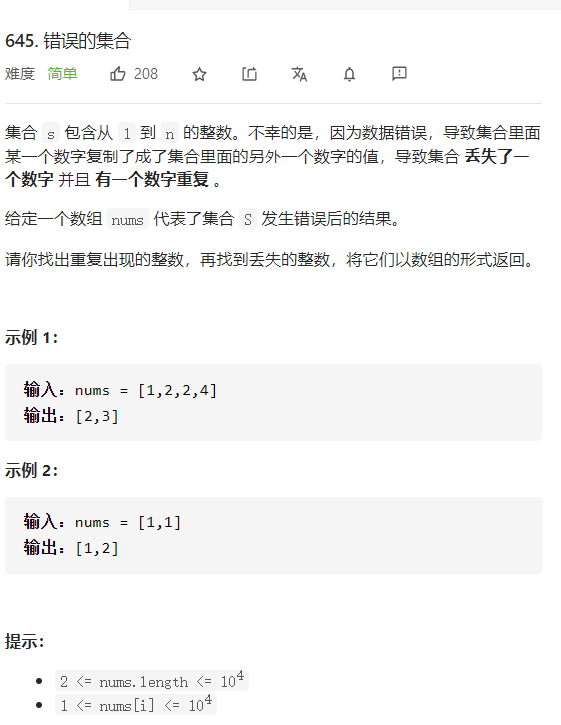 645. 错误的集合
难度 简单 208
集合 s 包含从 1 到 n 的整数。不幸的是，因为数据错误，导致集合里面
某一个数字复制了成了集合里面的另外一个数字的值，导致集合 丢失了一
个数字 并且 有一个数字重复 。
给定一个数组 nums 代表了集合 S 发生错误后的结果。
请你找出重复出现的整数，再找到丢失的整数，将它们以数组的形式返回。
示例 1：
输入：nums = [1,2,2,4]
输出：[2,3]
示例 2：
输入：nums = [1,1]
输出：[1,2]
提示：
2 <= nums.length <= 10⁴
1 <= nums[i] <= 10⁴